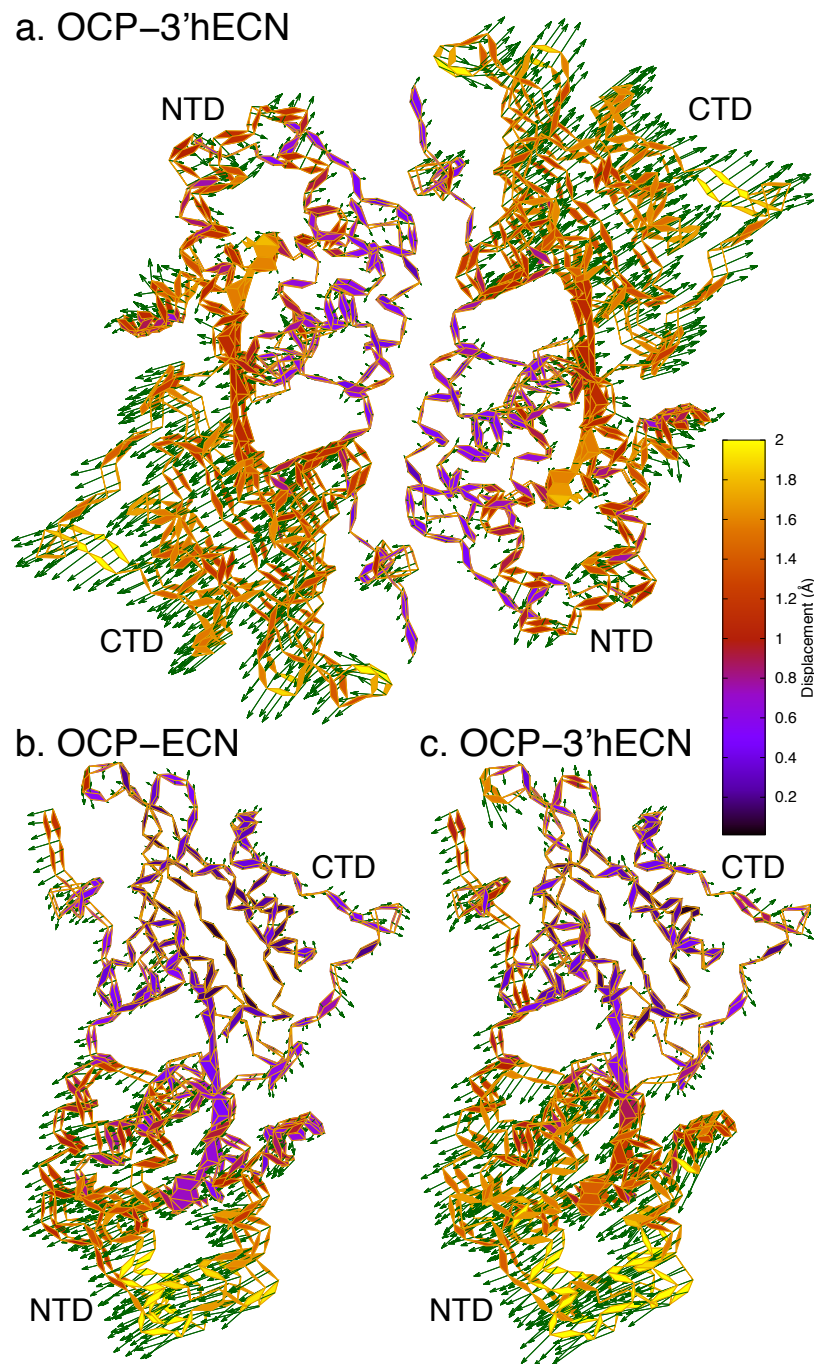 a. OCP−3'hECN
NTD
CTD
CTD
NTD
2
1.8
1.6
1.4
1.2
1
0.8
0.6
0.4
0.2
Displacement (Å)
b. OCP−ECN
c. OCP−3'hECN
CTD
CTD
NTD
NTD